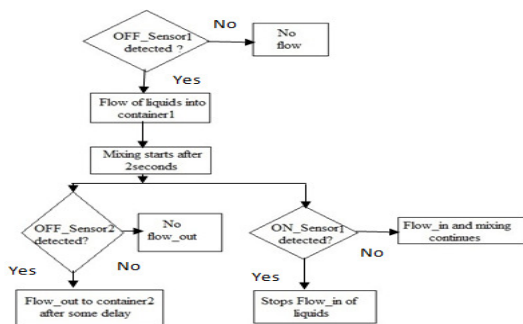 No
OFF_Sensor1
detected ?
No
flow
Yes
Flow of liquids into
container1
Mixing starts after
2seconds
OFF_Sensor2
detected?
No
flow_out
ON_Sensor1
detected?
Flow_in and mixing
continues
Yes
No
Yes
No
Flow_out to container2
after some delay
Stops Flow_in of
liquids